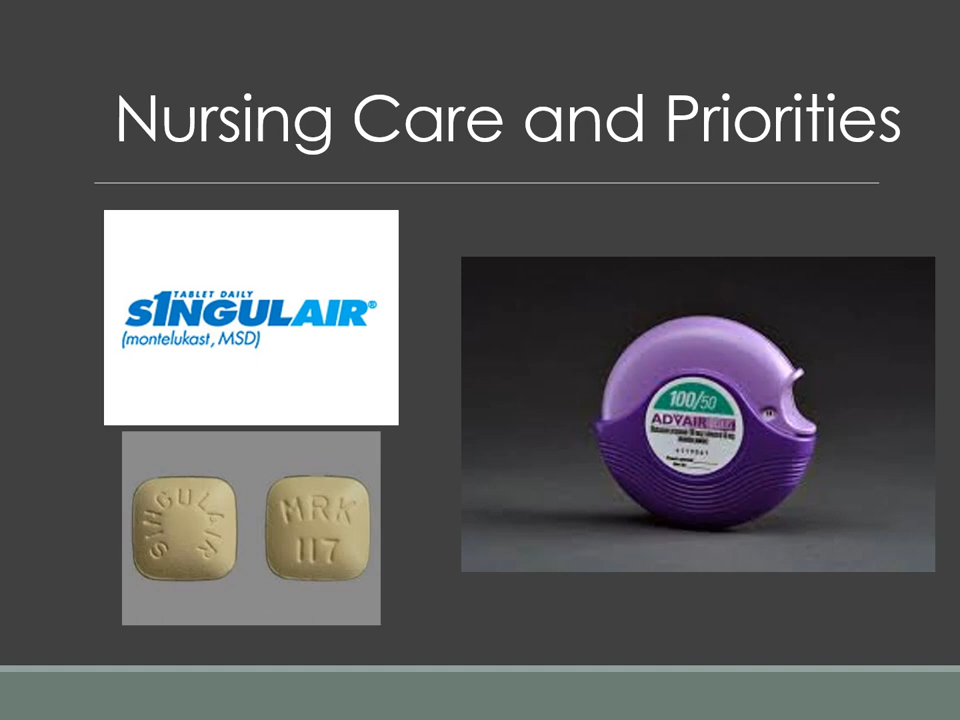 Nursing Care and Priorities
TABLET DAILY
S1NGULAIR®
(montelukast, MSD)
SINGULAIR
MRK
117
100/50
ADVAIR